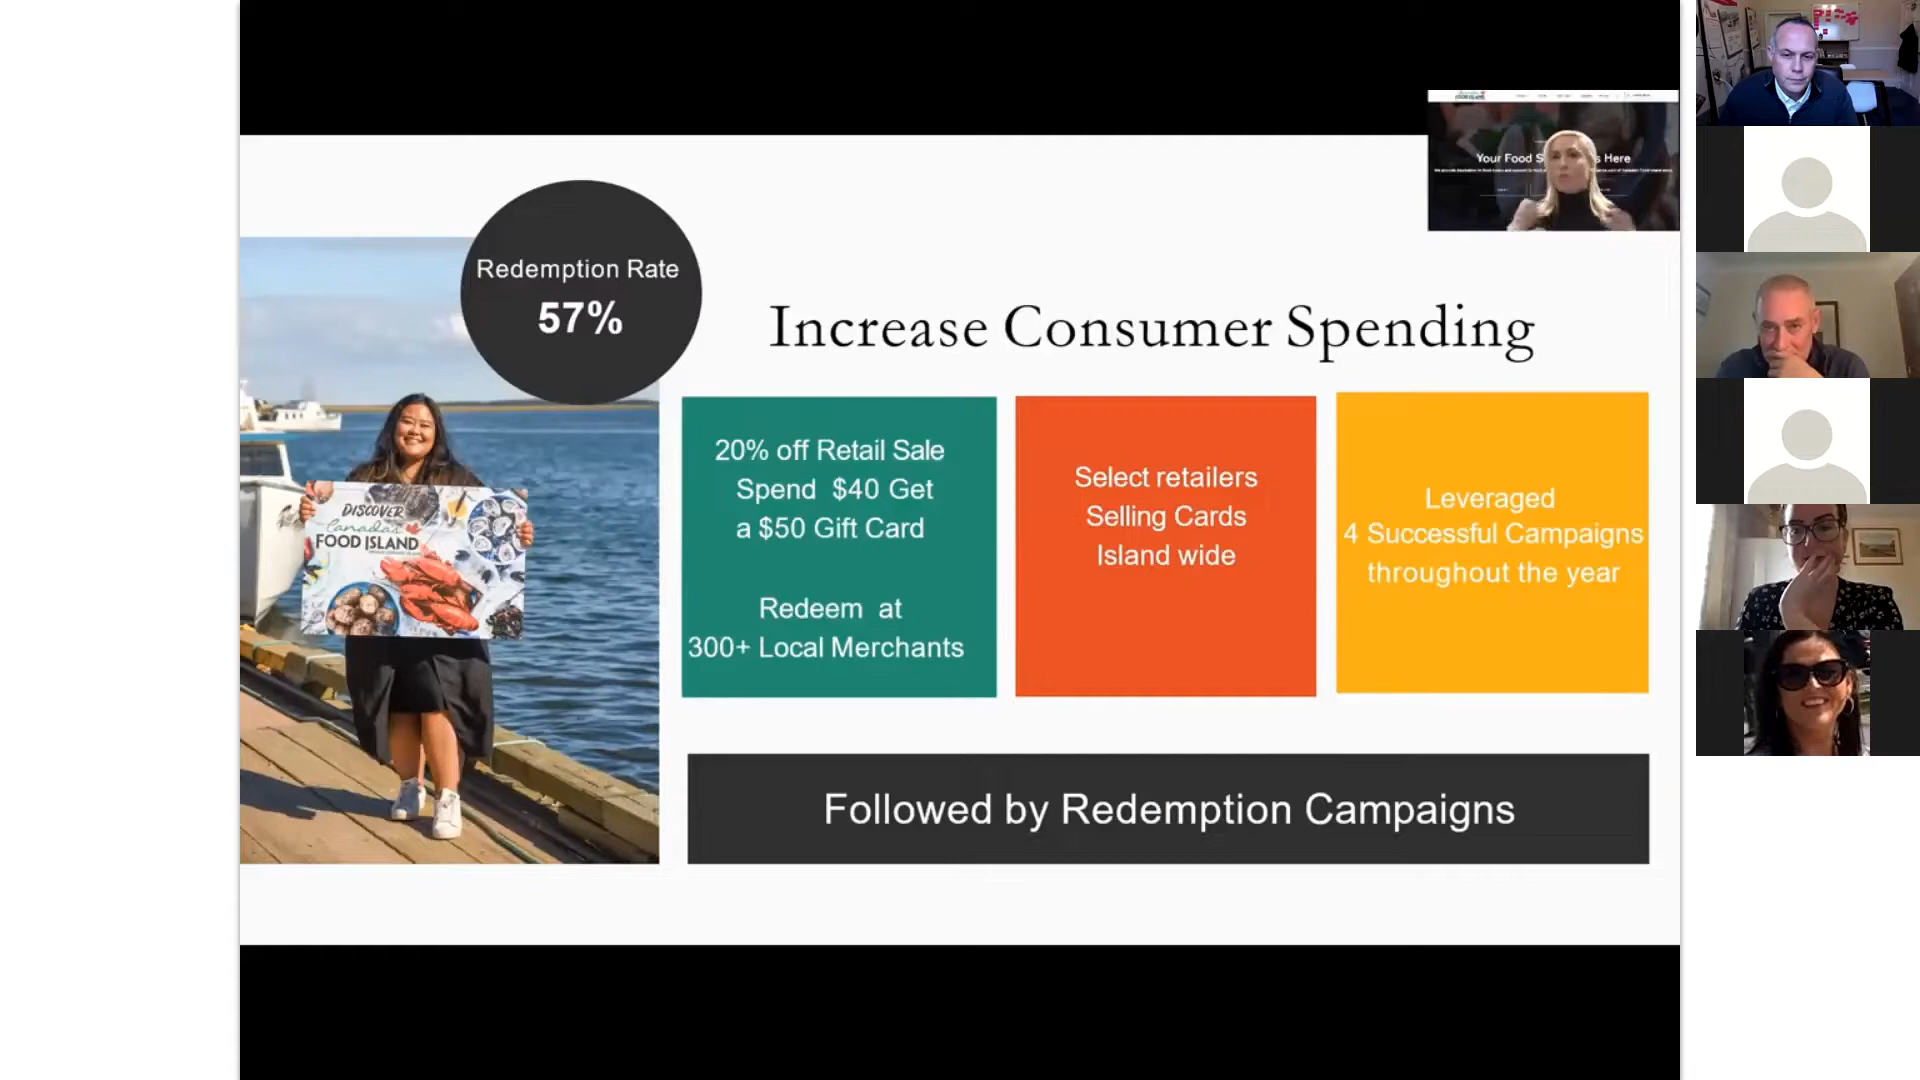 Your Food S
s Here
Redemption Rate
57%
Increase Consumer Spending
20% off Retail Sale
Spend $40 Get
a $50 Gift Card
Redeem at
300+ Local Merchants
Select retailers
Selling Cards
Island wide
Leveraged
4 Successful Campaigns
throughout the year
DISCOVER
Canada's
FOOD ISLAND
Followed by Redemption Campaigns